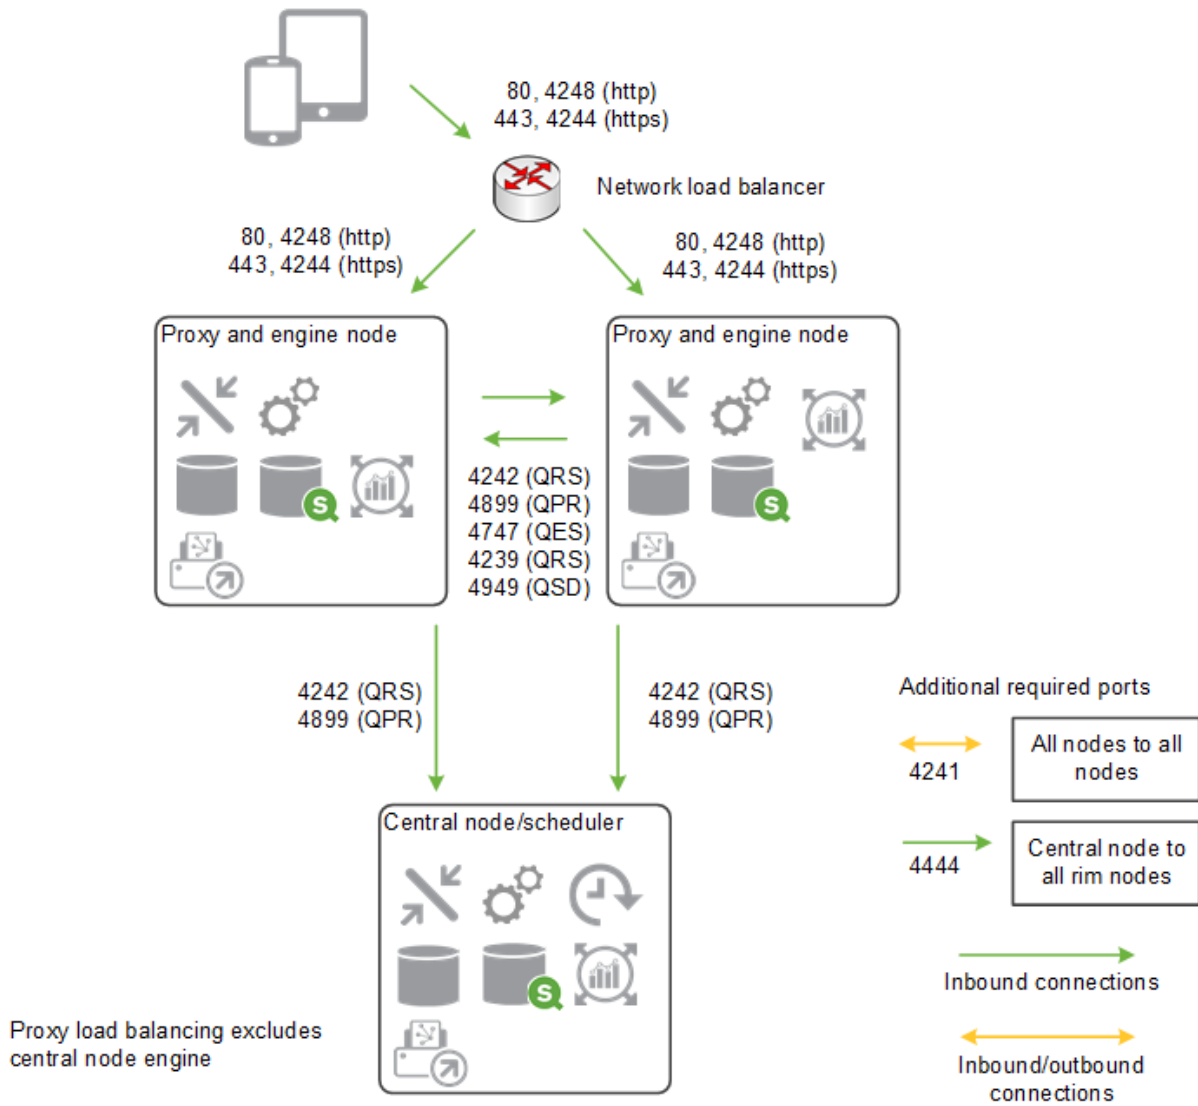 80, 4248 (http)
443, 4244 (https)
Network load balancer
80, 4248 (http)
443, 4244 (https)
80, 4248 (http)
443, 4244 (https)
Proxy and engine node
Proxy and engine node
4242 (QRS)
4899 (QPR)
4747 (QES)
4239 (QRS)
4949 (QSD)
S
S
4242 (QRS)
4899 (QPR)
4242 (QRS)
4899 (QPR)
Additional required ports
4241
All nodes to all
nodes
4444
Central node to
all rim nodes
Inbound connections
Inbound/outbound
connections
Central node/scheduler
S
Proxy load balancing excludes
central node engine